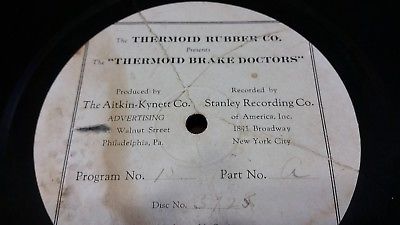 The THERMOID RUBBER CO.
Presents
The "THERMOID BRAKE DOCTORS"
Produced by
The Aitkin-Kynett Co.
ADVERTISING
Walnut Street
Philadelphia, Pa.
Recorded by
Stanley Recording Co.
of America, Inc.
1841 Broadway
New York City
Program No. Part No. a
Disc No.